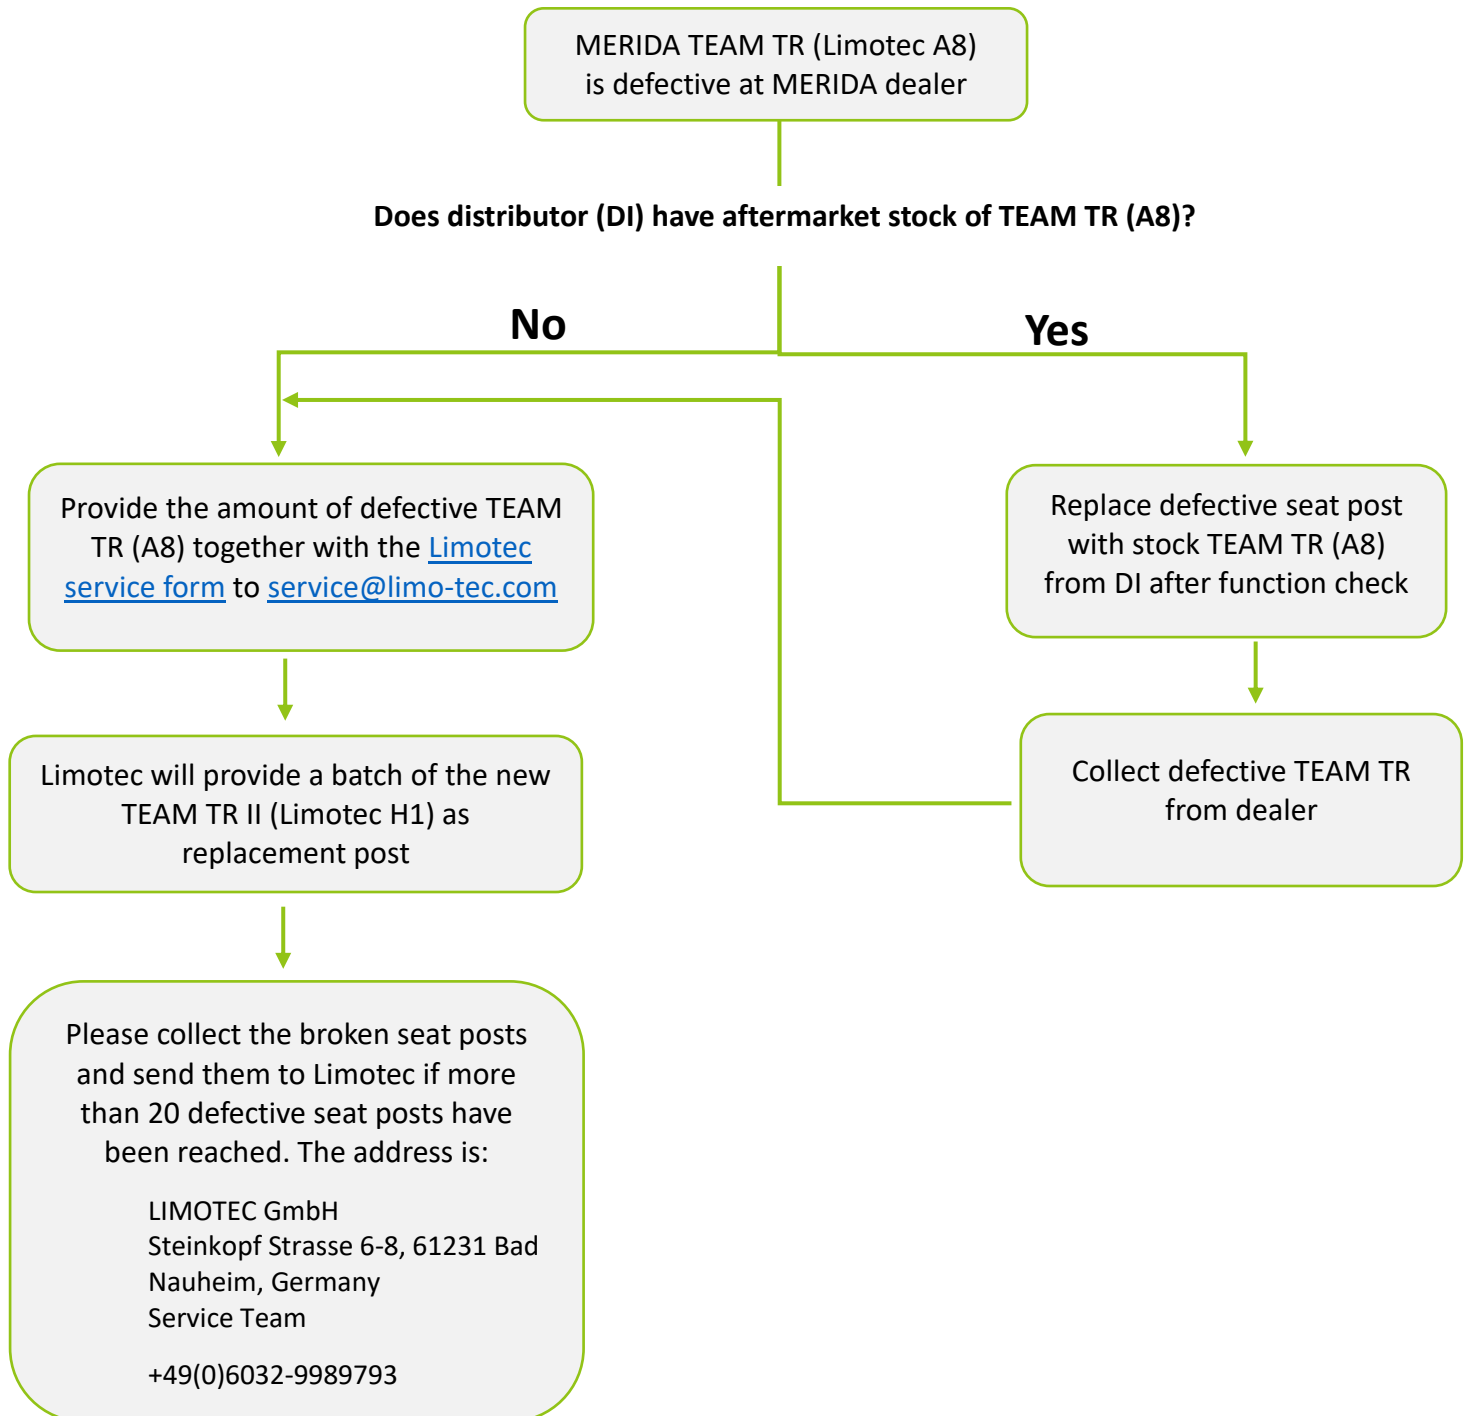 MERIDA TEAM TR (Limotec A8)
is defective at MERIDA dealer
Does distributor (DI) have aftermarket stock of TEAM TR (A8)?
No
Yes
Provide the amount of defective TEAM
TR (A8) together with the Limotec
service form to service@limo-tec.com
Replace defective seat post
with stock TEAM TR (A8)
from DI after function check
Limotec will provide a batch of the new
TEAM TR II (Limotec H1) as
replacement post
Collect defective TEAM TR
from dealer
Please collect the broken seat posts
and send them to Limotec if more
than 20 defective seat posts have
been reached. The address is:
LIMOTEC GmbH
Steinkopf Strasse 6-8, 61231 Bad
Nauheim, Germany
Service Team
+49(0)6032-9989793